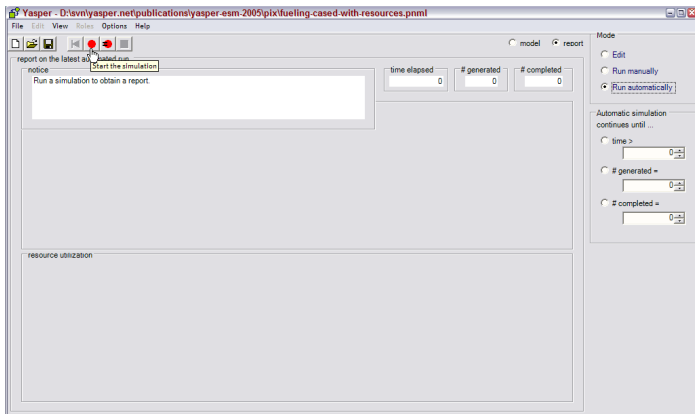 Yasper - D:\svn\yasper.net\publications\yasper-esm-2005\pix\fueling-cased-with-resources.pnml
File Edit View Roles Options Help
model report
Start the simulation
report on the latest automated run
notice
Run a simulation to obtain a report.
time elapsed
0
# generated
0
# completed
0
resource utilization
Mode
Edit
Run manually
Run automatically
Automatic simulation
continues until ...
time >
0
# generated =
0
# completed =
0